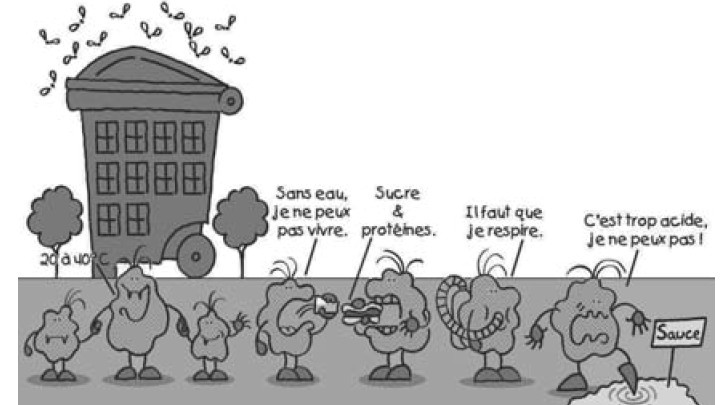 Sans eau,
je ne peux
pas vivre.
Sucre
&
protéines.
Il faut que
je respire.
C'est trop acide,
je ne peux pas !
20 à 40°C
Sauce